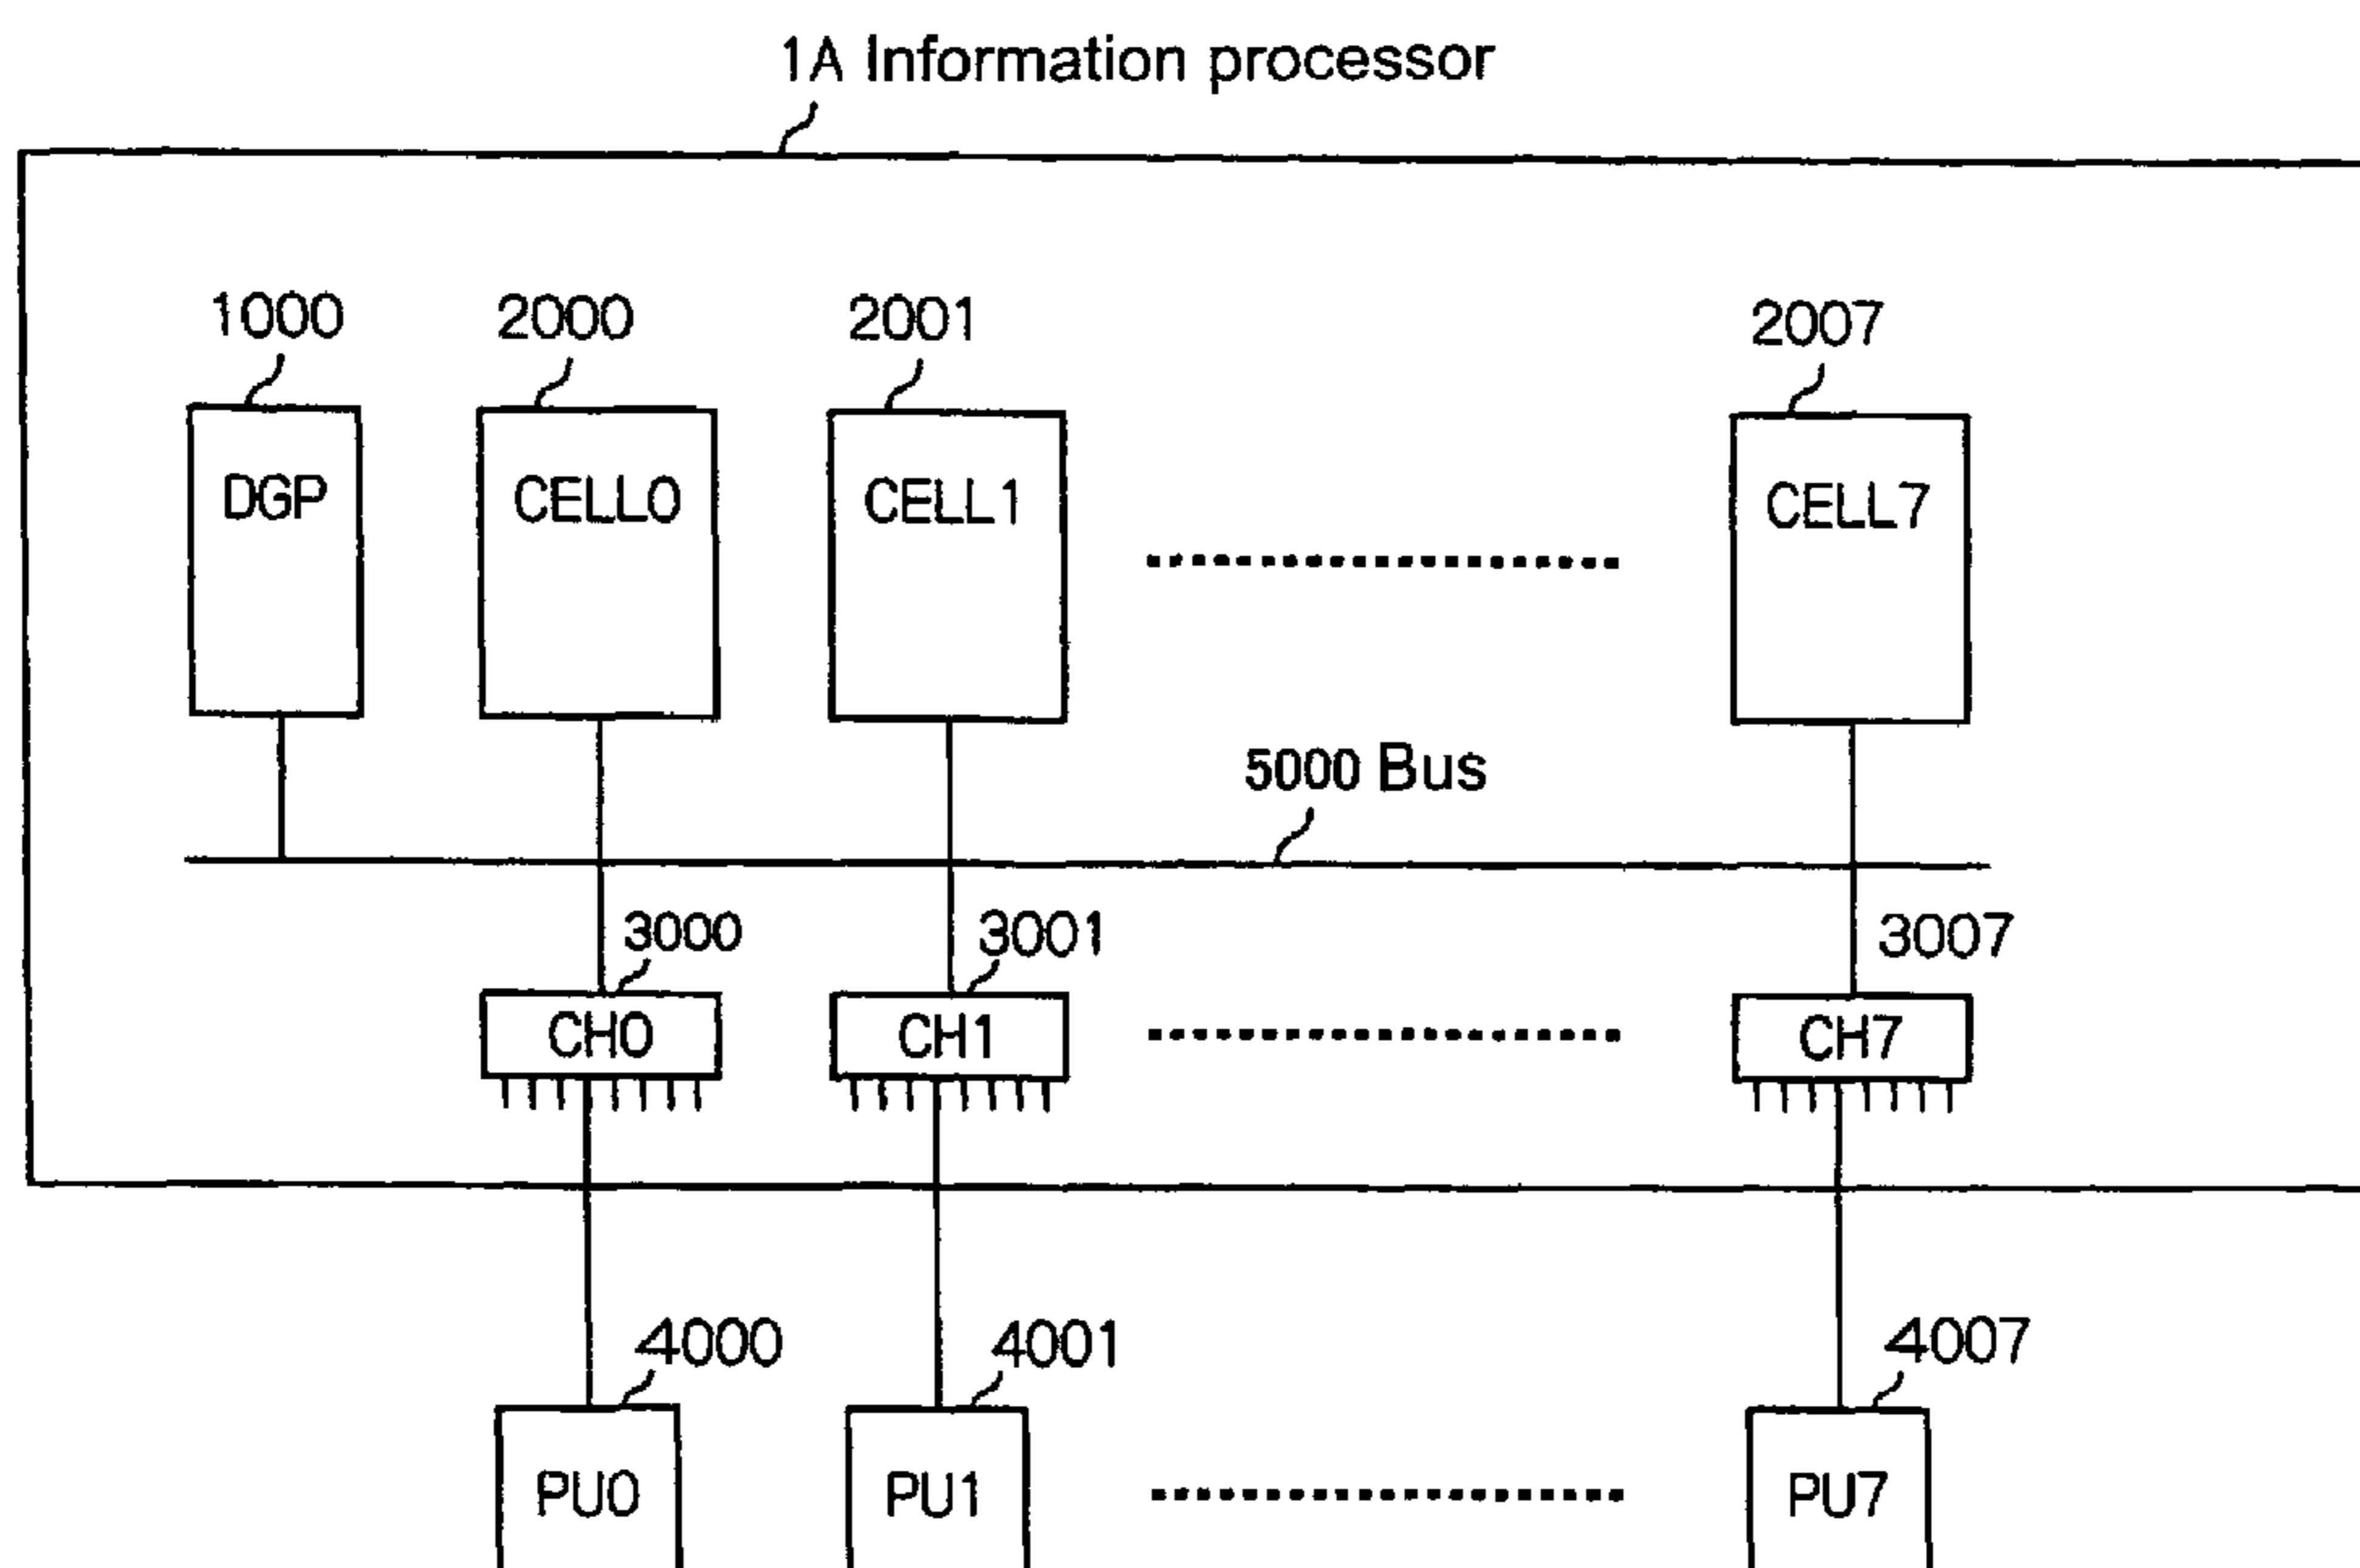 1A Information processor
1000
2000
2001
2007
DGP
CELL0
CELL1
CELL7
5000 Bus
3000
3001
3007
CH0
CH1
CH7
4000
4001
4007
PU0
PU1
PU7